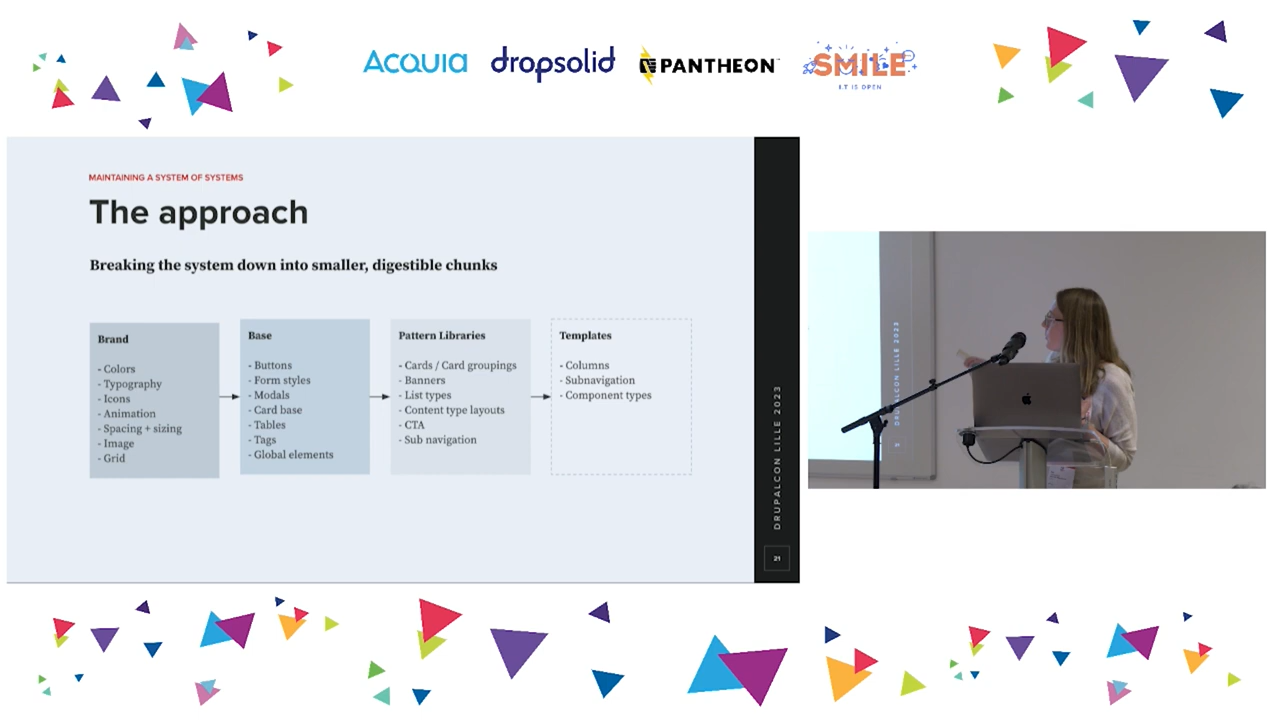 Acquia
dropsolid
PANTHEON
SMILE
I.T IS OPEN
MAINTAINING A SYSTEM OF SYSTEMS
The approach
Breaking the system down into smaller, digestible chunks
Brand
- Colors
- Typography
- Icons
- Animation
- Spacing + sizing
- Image
- Grid
Base
- Buttons
- Form styles
- Modals
- Card base
- Tables
- Tags
- Global elements
Pattern Libraries
- Cards / Card groupings
- Banners
- List types
- Content type layouts
- CTA
- Sub navigation
Templates
- Columns
- Subnavigation
- Component types
DRUPALCON LILLE 2023
21
DRUPALCON LILLE 2023